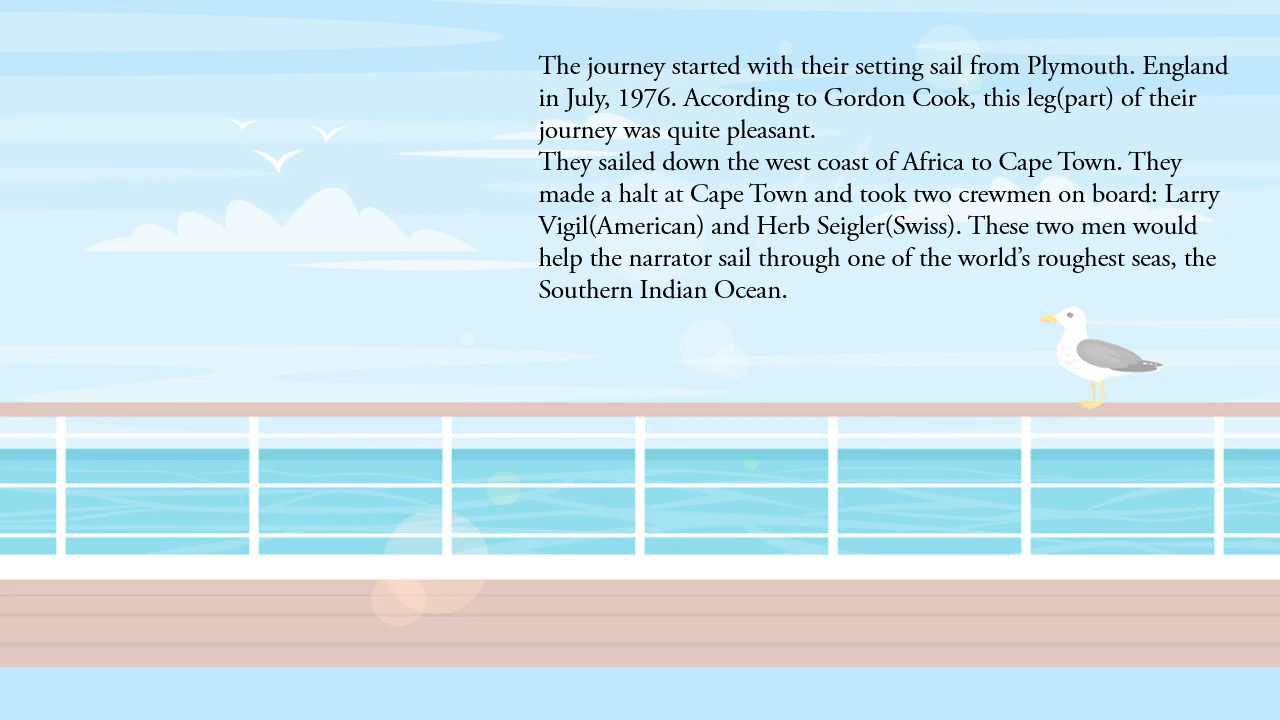 The journey started with their setting sail from Plymouth. England
in July, 1976. According to Gordon Cook, this leg(part) of their
journey was quite pleasant.
They sailed down the west coast of Africa to Cape Town. They
made a halt at Cape Town and took two crewmen on board: Larry
Vigil(American) and Herb Seigler(Swiss). These two men would
help the narrator sail through one of the world’s roughest seas, the
Southern Indian Ocean.